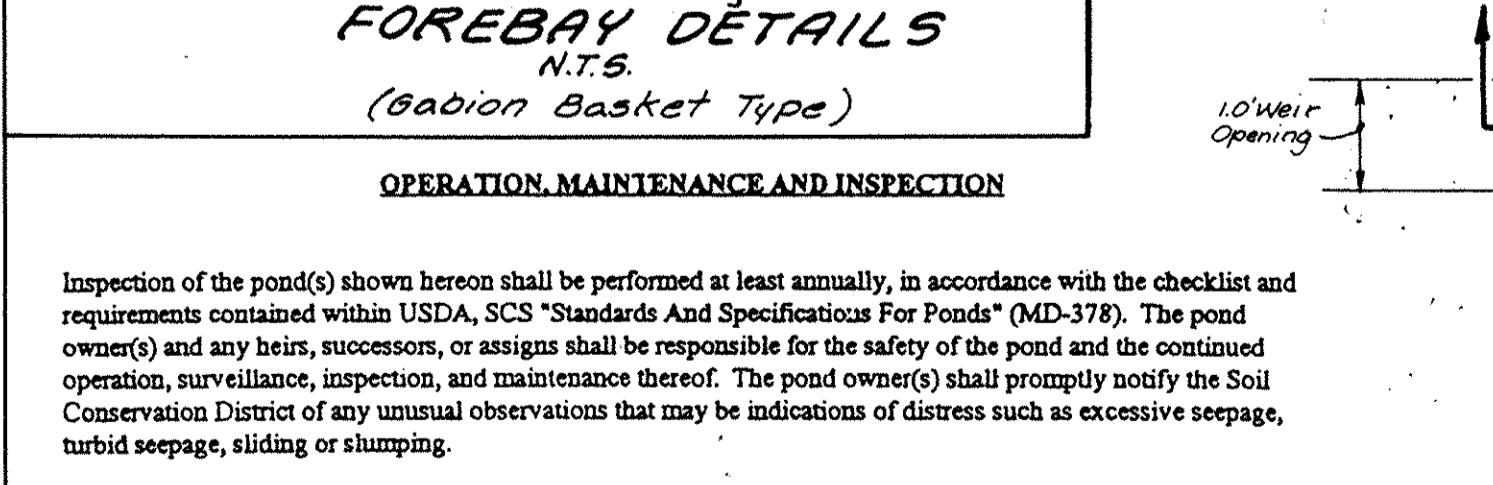 FOREBAY DETAILS
N.T.S.
(Gabion Basket Type)
1.0' Weir
Opening
OPERATION, MAINTENANCE AND INSPECTION
Inspection of the pond(s) shown hereon shall be performed at least annually, in accordance with the checklist and
requirements contained within USDA, SCS "Standards And Specifications For Ponds" (MD-378). The pond
owner(s) and any heirs, successors, or assigns shall be responsible for the safety of the pond and the continued
operation, surveillance, inspection, and maintenance thereof. The pond owner(s) shall promptly notify the Soil
Conservation District of any unusual observations that may be indications of distress such as excessive seepage,
turbid seepage, sliding or slumping.